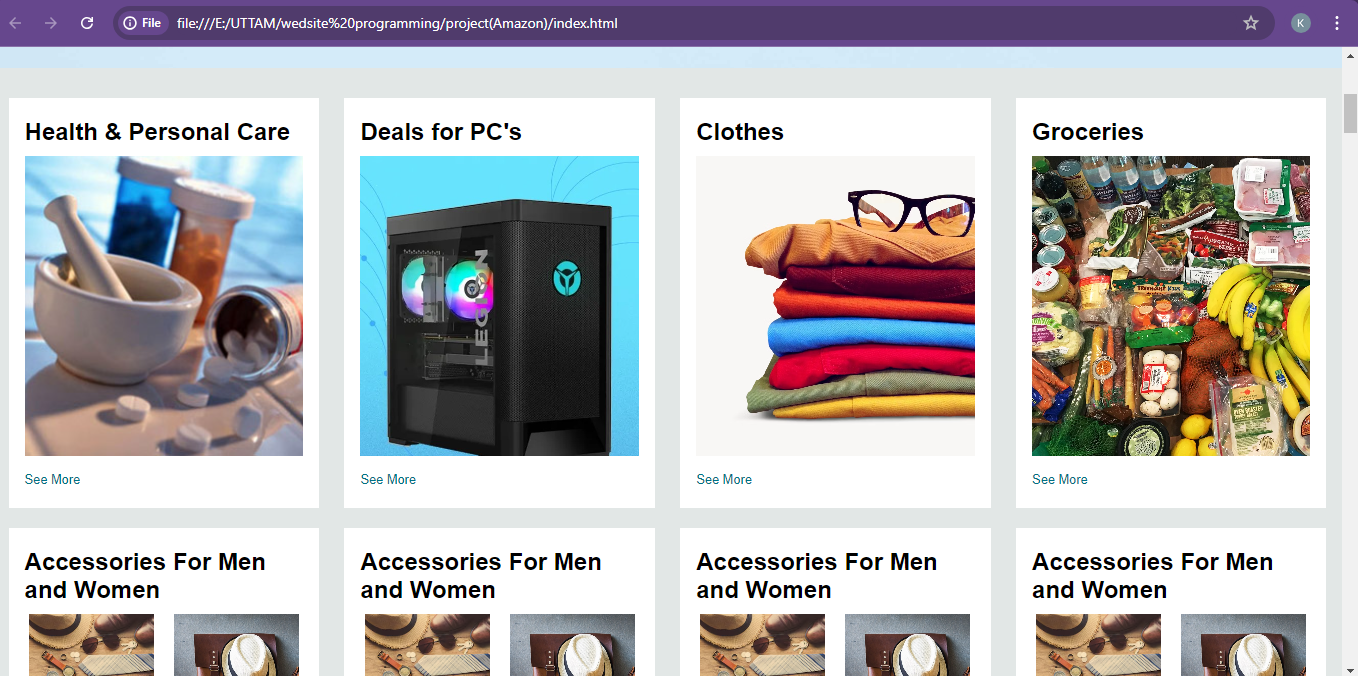 File
file:///E:/UTTAM/wedsite%20programming/project(Amazon)/index.html
K
Health & Personal Care
Deals for PC's
Clothes
Groceries
LEGION
See More
See More
See More
See More
Accessories For Men
and Women
Accessories For Men
and Women
Accessories For Men
and Women
Accessories For Men
and Women